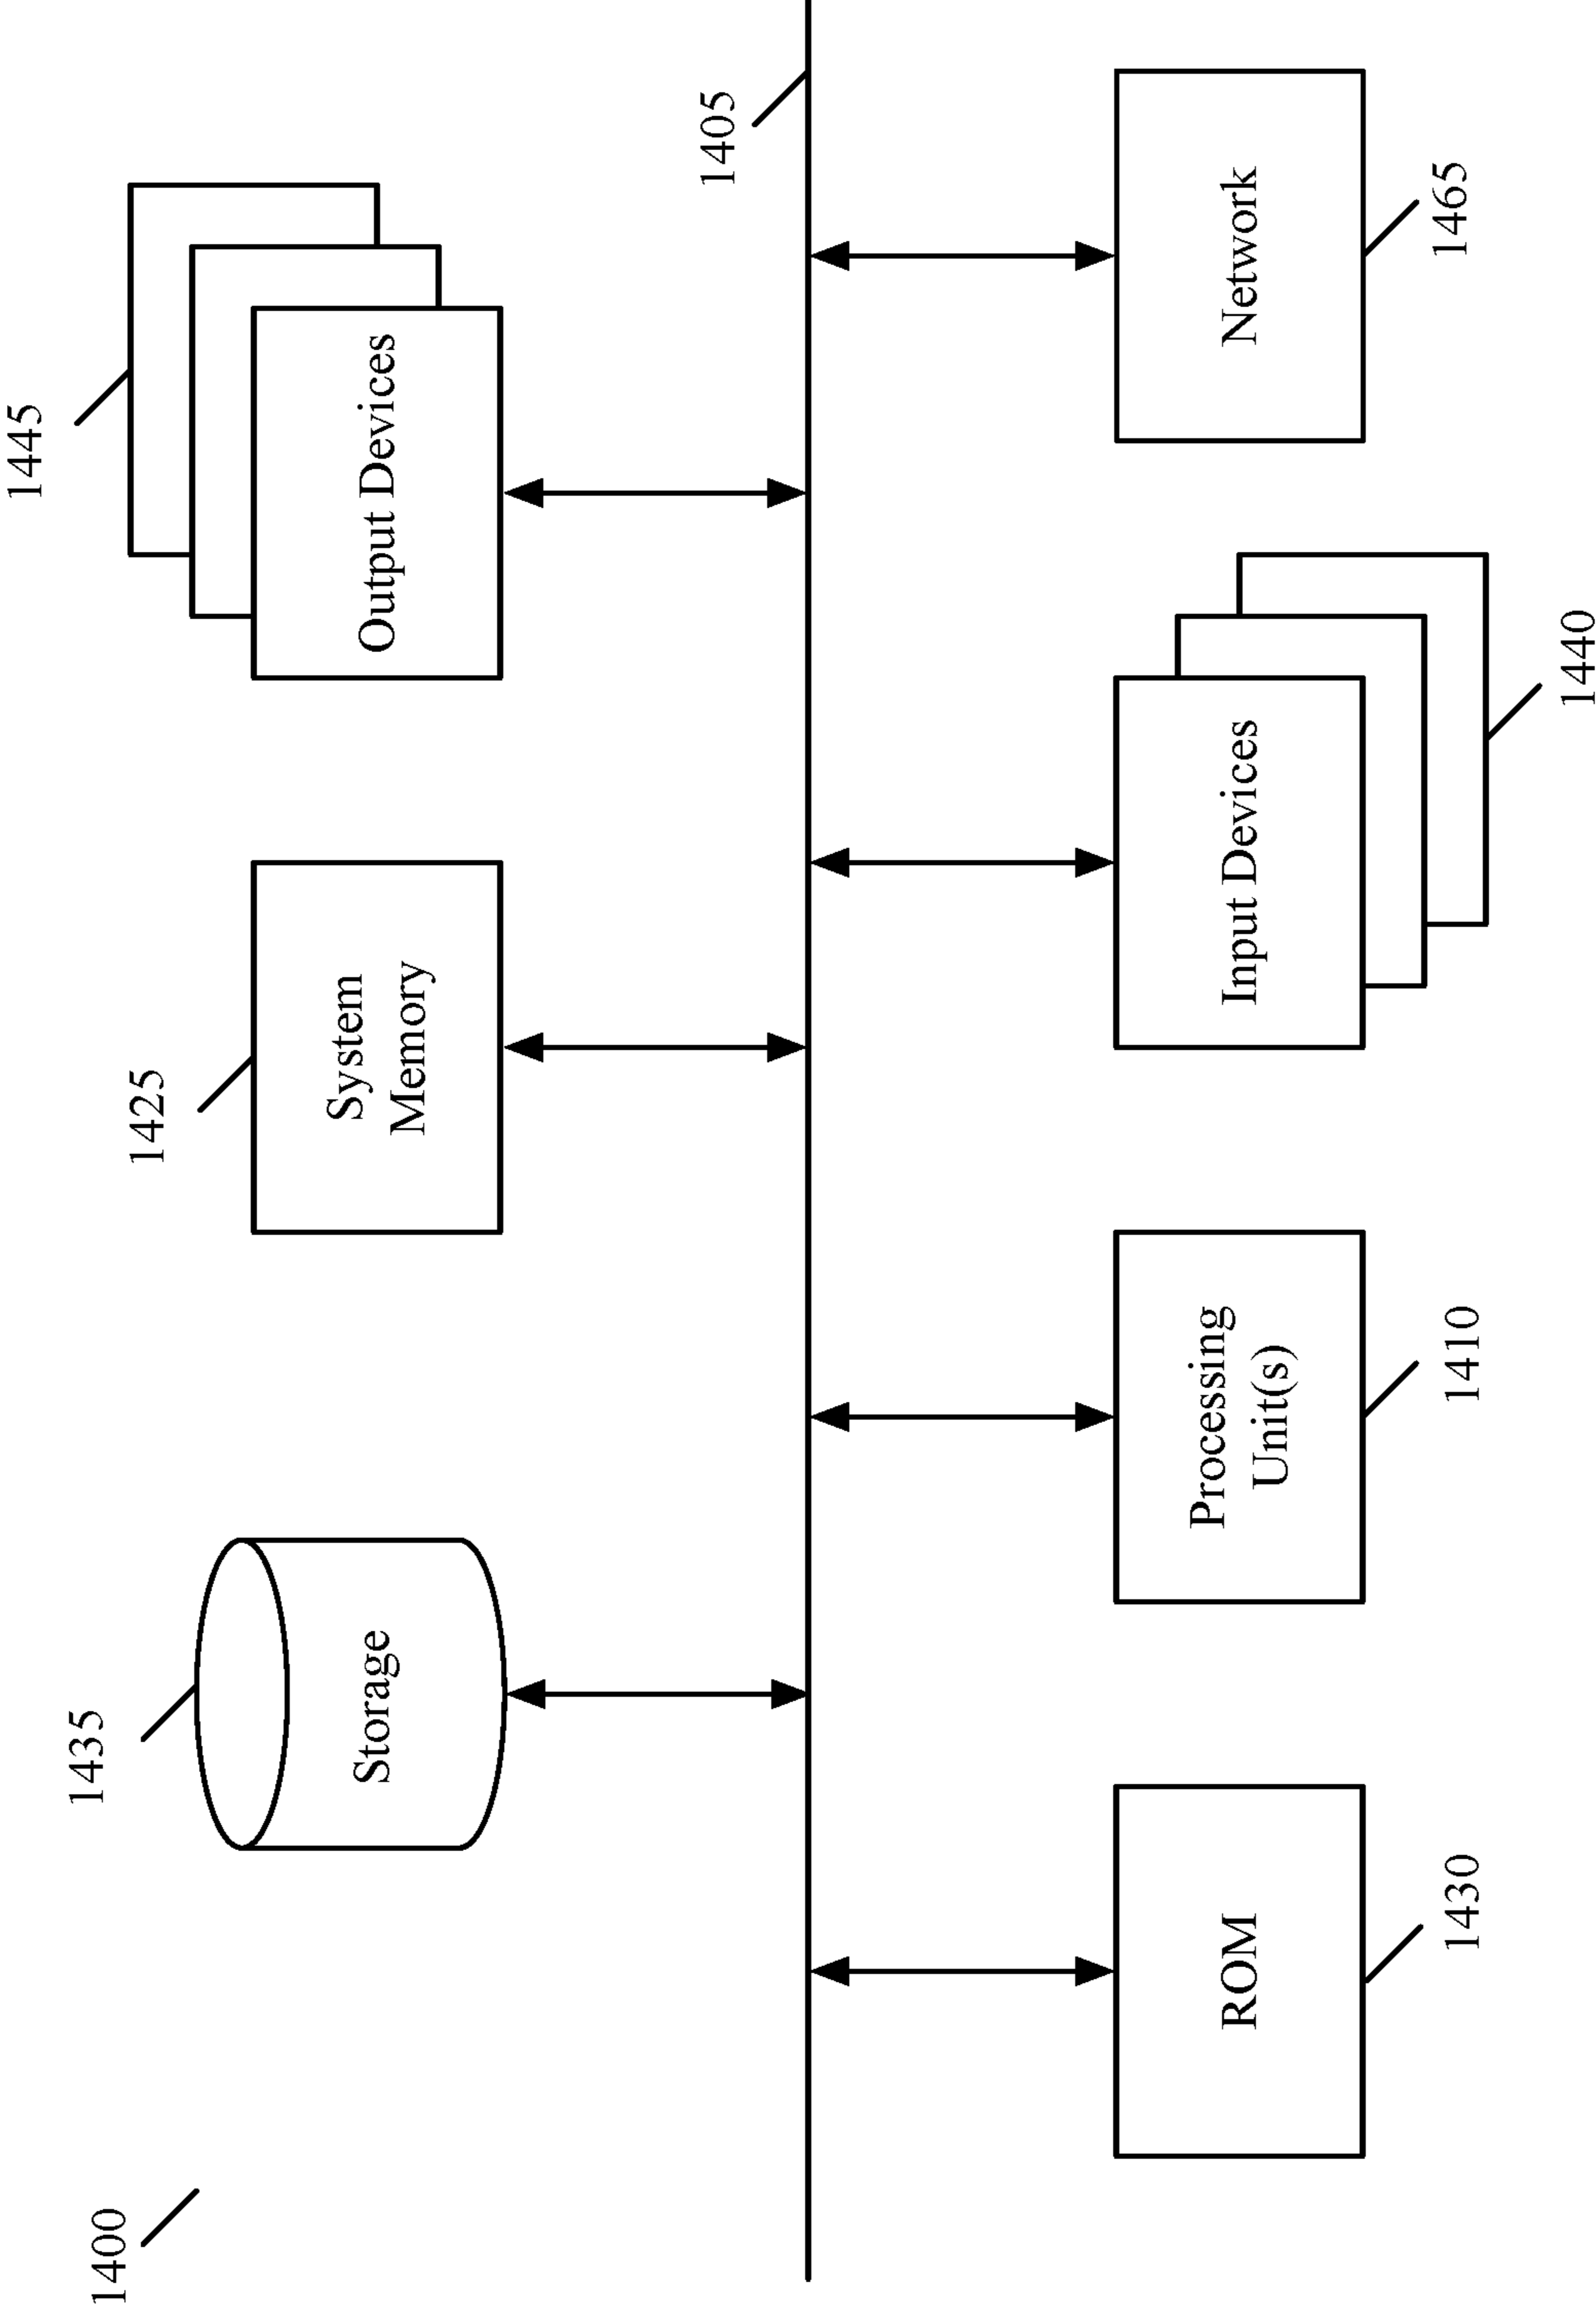 1400
1435
1425
1445
Storage
System
Memory
Output Devices
1405
ROM
Processing
Unit(s)
Input Devices
Network
1430
1410
1440
1465